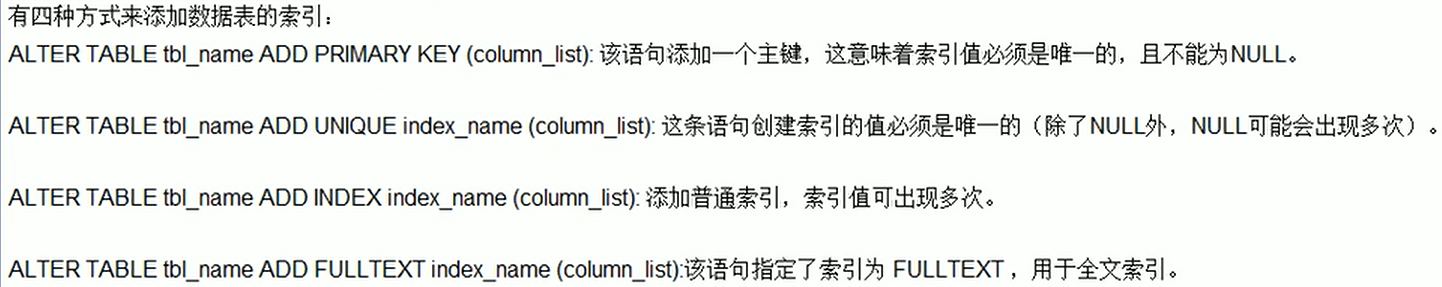 有四种方式来添加数据表的索引：
ALTER TABLE tbl_name ADD PRIMARY KEY (column_list): 该语句添加一个主键，这意味着索引值必须是唯一的，且不能为NULL。
ALTER TABLE tbl_name ADD UNIQUE index_name (column_list): 这条语句创建索引的值必须是唯一的（除了NULL外，NULL可能会出现多次）。
ALTER TABLE tbl_name ADD INDEX index_name (column_list): 添加普通索引，索引值可出现多次。
ALTER TABLE tbl_name ADD FULLTEXT index_name (column_list):该语句指定了索引为 FULLTEXT ，用于全文索引。